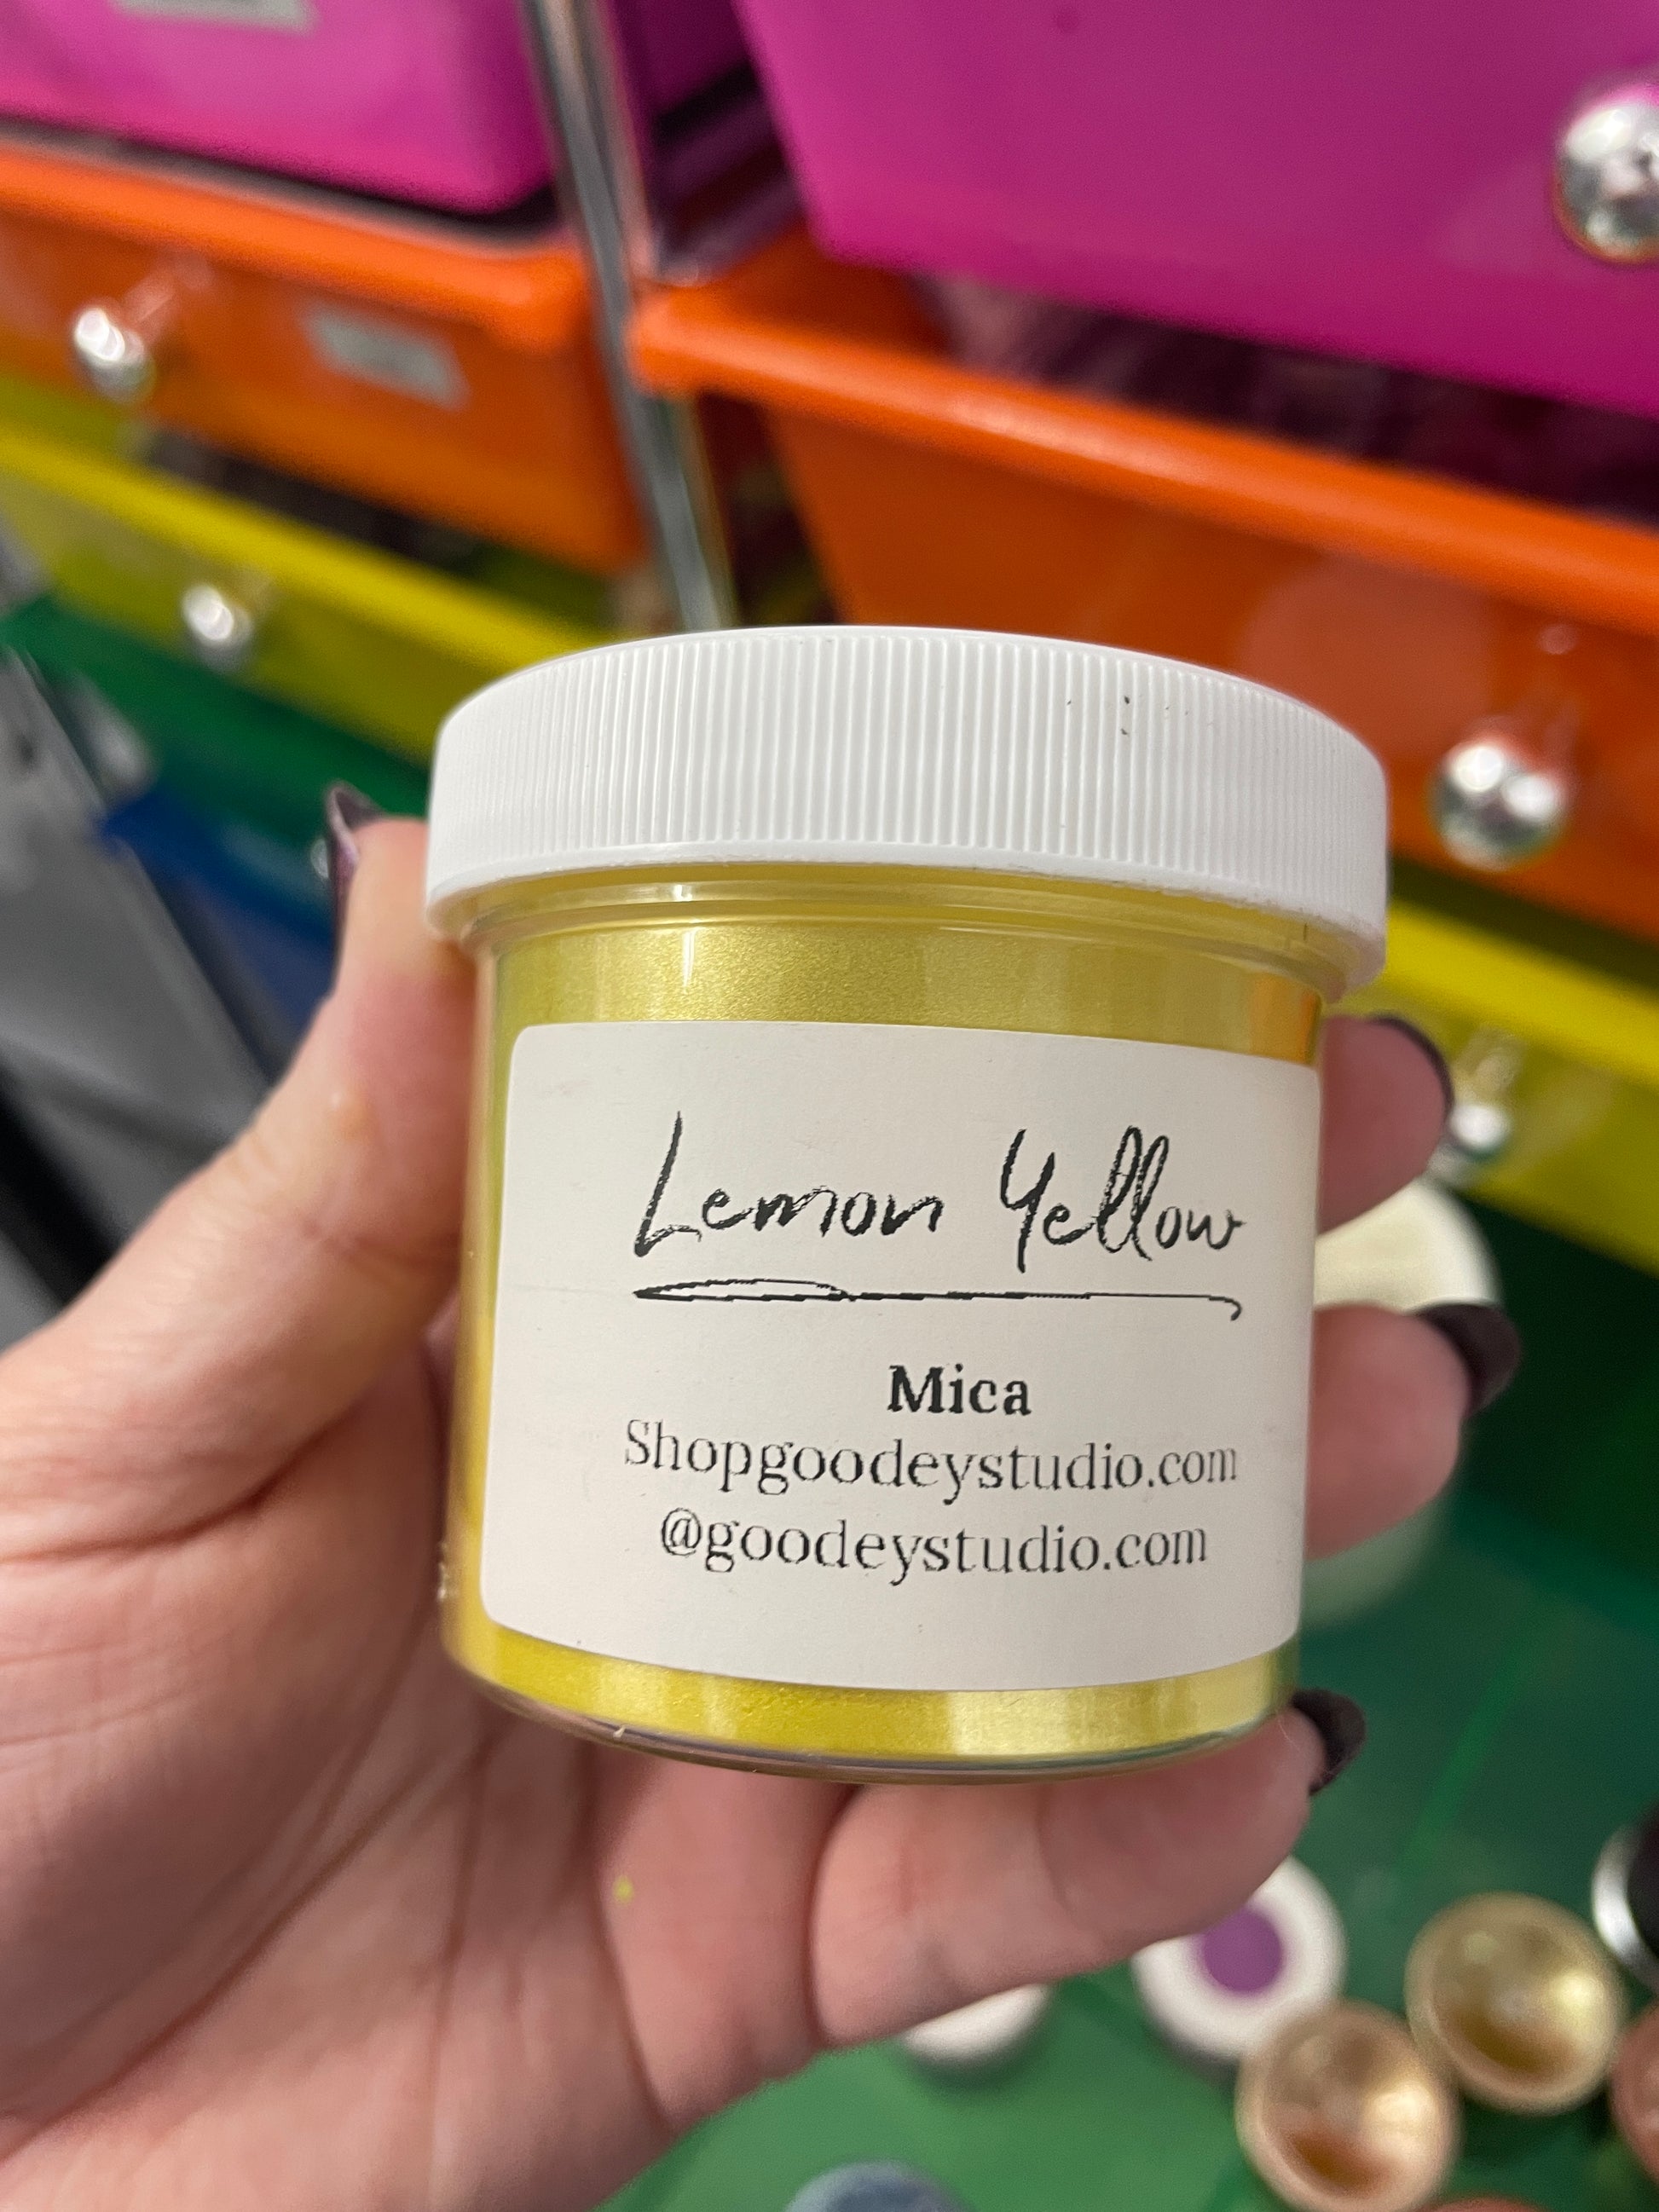 Lemon Yellow
Mica
Shopgoodeystudio.com
@goodeystudio.com